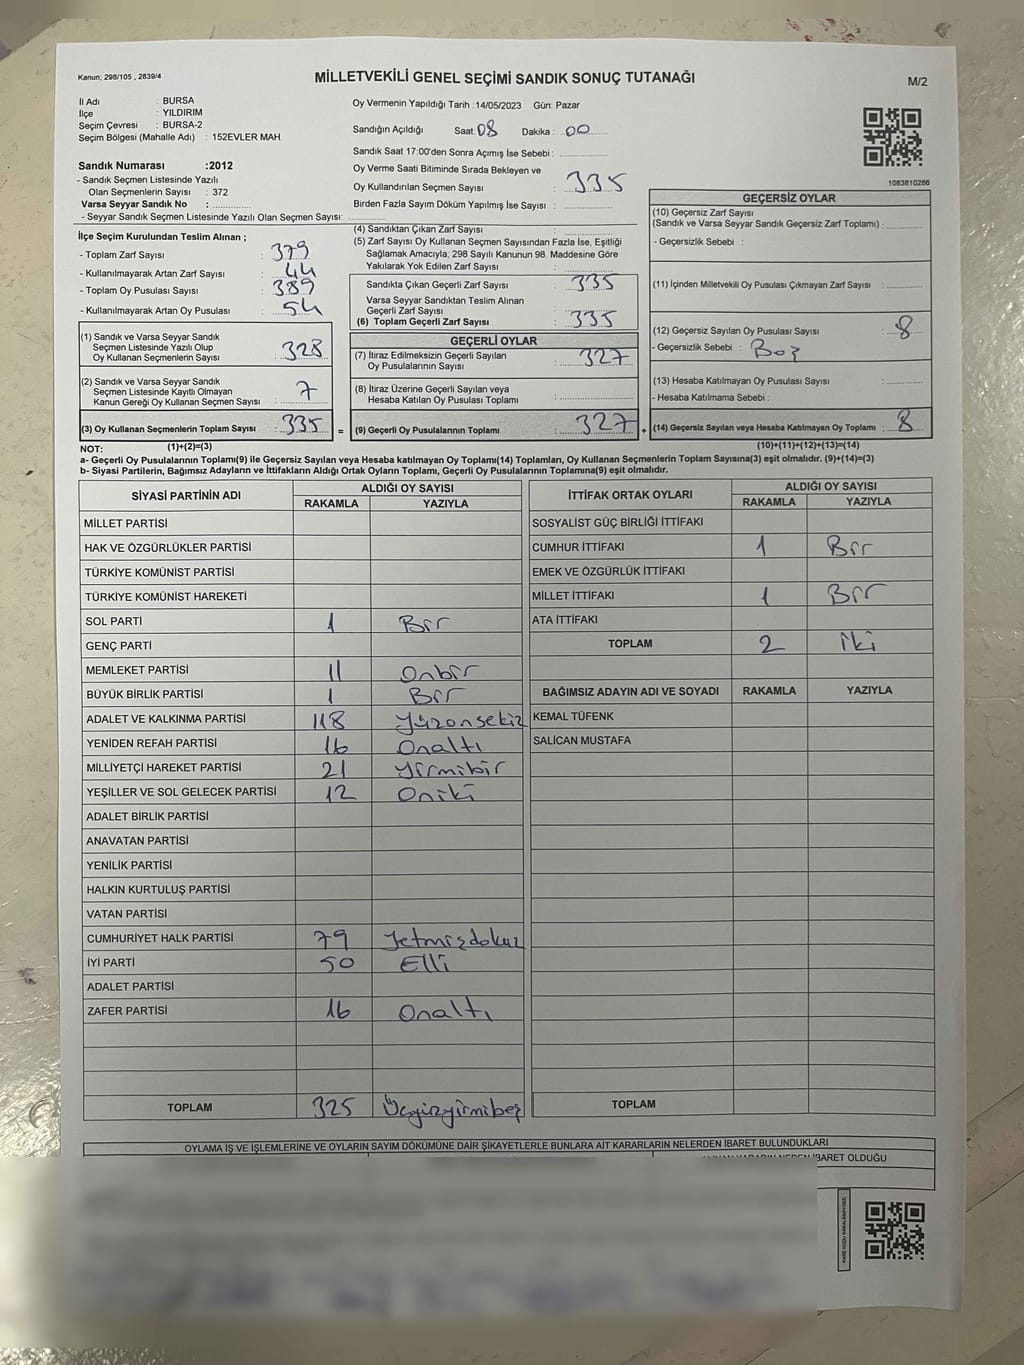 Kanun; 298/105 , 2839/4
MİLLETVEKİLİ GENEL SEÇİMİ SANDIK SONUÇ TUTANAĞI
M/2
İl Adı : BURSA
İlçe : YILDIRIM
Seçim Çevresi : BURSA-2
Seçim Bölgesi (Mahalle Adı) : 152EVLER MAH.
Sandık Numarası :2012
- Sandık Seçmen Listesinde Yazılı
Olan Seçmenlerin Sayısı : 372
Varsa Seyyar Sandık No :
- Seyyar Seçmen Listesinde Yazılı Olan Seçmen Sayısı:
Oy Vermenin Yapıldığı Tarih : 14/05/2023 Gün: Pazar
Sandığın Açıldığı Saat: 08 Dakika : 00
Sandık Saat 17:00'den Sonra Açımış İse Sebebi :
Oy Verme Saati Bitiminde Sırada Bekleyen ve
Oy Kullandırılan Seçmen Sayısı : 335
Birden Fazla Sayım Döküm Yapılmış İse Sayısı :
1083810286
İlçe Seçim Kurulundan Teslim Alınan ;
- Toplam Zarf Sayısı : 379
- Kullanılmayarak Artan Zarf Sayısı : 44
- Toplam Oy Pusulası Sayısı : 389
- Kullanılmayarak Artan Oy Pusulası : 54
(4) Sandıktan Çıkan Zarf Sayısı :
(5) Zarf Sayısı Oy Kullanan Seçmen Sayısından Fazla İse, Eşitliği
Sağlamak Amacıyla; 298 Sayılı Kanunun 98. Maddesine Göre
Yakılarak Yok Edilen Zarf Sayısı :
Sandıkta Çıkan Geçerli Zarf Sayısı : 335
Varsa Seyyar Sandıktan Teslim Alınan
Geçerli Zarf Sayısı :
(6) Toplam Geçerli Zarf Sayısı : 335
GEÇERSİZ OYLAR
(10) Geçersiz Zarf Sayısı
(Sandık ve Varsa Seyyar Sandık Geçersiz Zarf Toplamı) :
- Geçersizlik Sebebi :
(11) İçinden Milletvekili Oy Pusulası Çıkmayan Zarf Sayısı :
(12) Geçersiz Sayılan Oy Pusulası Sayısı : 8
- Geçersizlik Sebebi : Boş
(13) Hesaba Katılmayan Oy Pusulası Sayısı :
- Hesaba Katılmama Sebebi :
(14) Geçersiz Sayılan veya Hesaba Katılmayan Oy Toplamı : 8
(1) Sandık ve Varsa Seyyar Sandık
Seçmen Listesinde Yazılı Olup
Oy Kullanan Seçmenlerin Sayısı : 328
(2) Sandık ve Varsa Seyyar Sandık
Seçmen Listesinde Kayıtlı Olmayan
Kanun Gereği Oy Kullanan Seçmen Sayısı : 7
(3) Oy Kullanan Seçmenlerin Toplam Sayısı : 335 =
GEÇERLİ OYLAR
(7) İtiraz Edilmeksizin Geçerli Sayılan
Oy Pusulalarının Sayısı : 327
(8) İtiraz Üzerine Geçerli Sayılan veya
Hesaba Katılan Oy Pusulası Toplamı :
(9) Geçerli Oy Pusulalarının Toplamı : 327 +
NOT: (1)+(2)=(3) (10)+(11)+(12)+(13)=(14)
a- Geçerli Oy Pusulalarının Toplamı(9) ile Geçersiz Sayılan veya Hesaba katılmayan Oy Toplamı(14) Toplamları, Oy Kullanan Seçmenlerin Toplam Sayısına(3) eşit olmalıdır. (9)+(14)=(3)
b- Siyasi Partilerin, Bağımsız Adayların ve İttifakların Aldığı Ortak Oyların Toplamı, Geçerli Oy Pusulalarının Toplamına(9) eşit olmalıdır.
SİYASİ PARTİNİN ADI ALDIĞI OY SAYISI
RAKAMLA YAZIYLA
MİLLET PARTİSİ
HAK VE ÖZGÜRLÜKLER PARTİSİ
TÜRKİYE KOMÜNİST PARTİSİ
TÜRKİYE KOMÜNİST HAREKETİ
SOL PARTİ 1 Bir
GENÇ PARTİ
MEMLEKET PARTİSİ 11 Onbir
BÜYÜK BİRLİK PARTİSİ 1 Bir
ADALET VE KALKINMA PARTİSİ 118 Yüzonsekiz
YENİDEN REFAH PARTİSİ 16 Onaltı
MİLLİYETÇİ HAREKET PARTİSİ 21 Yirmibir
YEŞİLLER VE SOL GELECEK PARTİSİ 12 Oniki
ADALET BİRLİK PARTİSİ
ANAVATAN PARTİSİ
YENİLİK PARTİSİ
HALKIN KURTULUŞ PARTİSİ
VATAN PARTİSİ
CUMHURİYET HALK PARTİSİ 79 Yetmişdokuz
İYİ PARTİ 50 Elli
ADALET PARTİSİ
ZAFER PARTİSİ 16 Onaltı
TOPLAM 325 Üçyüzyirmibeş
İTTİFAK ORTAK OYLARI ALDIĞI OY SAYISI
RAKAMLA YAZIYLA
SOSYALİST GÜÇ BİRLİĞİ İTTİFAKI
CUMHUR İTTİFAKI 1 Bir
EMEK VE ÖZGÜRLÜK İTTİFAKI
MİLLET İTTİFAKI 1 Bir
ATA İTTİFAKI
TOPLAM 2 iki
BAĞIMSIZ ADAYIN ADI VE SOYADI RAKAMLA YAZIYLA
KEMAL TÜFENK
SALİCAN MUSTAFA
TOPLAM
OYLAMA İŞ VE İŞLEMLERİNE VE OYLARIN SAYIM DÖKÜMÜNE DAİR ŞİKAYETLERLE BUNLARA AİT KARARLARIN NELERDEN İBARET BULUNDUKLARI
İBARET OLDUĞU